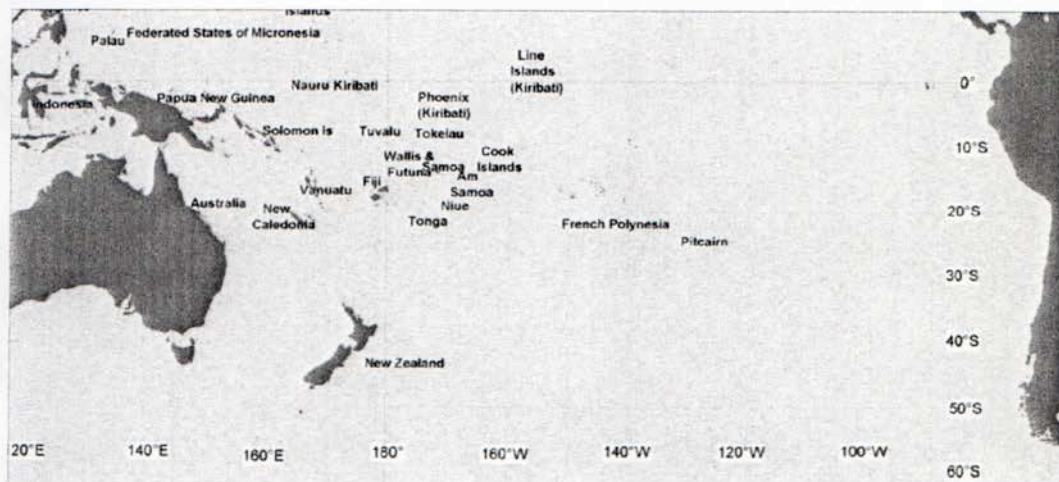 Islands
Palau
Federated States of Micronesia
Line
Islands
(Kiribati)
0°
Nauru Kiribati
Indonesia
Papua New Guinea
Phoenix
(Kiribati)
Solomon Is
Tuvalu
Tokelau
10°S
Wallis &
Futuna
Samoa
Cook
Islands
Am
Samoa
Fiji
Vanuatu
Australia
New
Caledonia
Niue
20°S
Tonga
French Polynesia
Pitcairn
30°S
40°S
New Zealand
50°S
20°E
140°E
160°E
180°
160°W
140°W
120°W
100°W
60°S